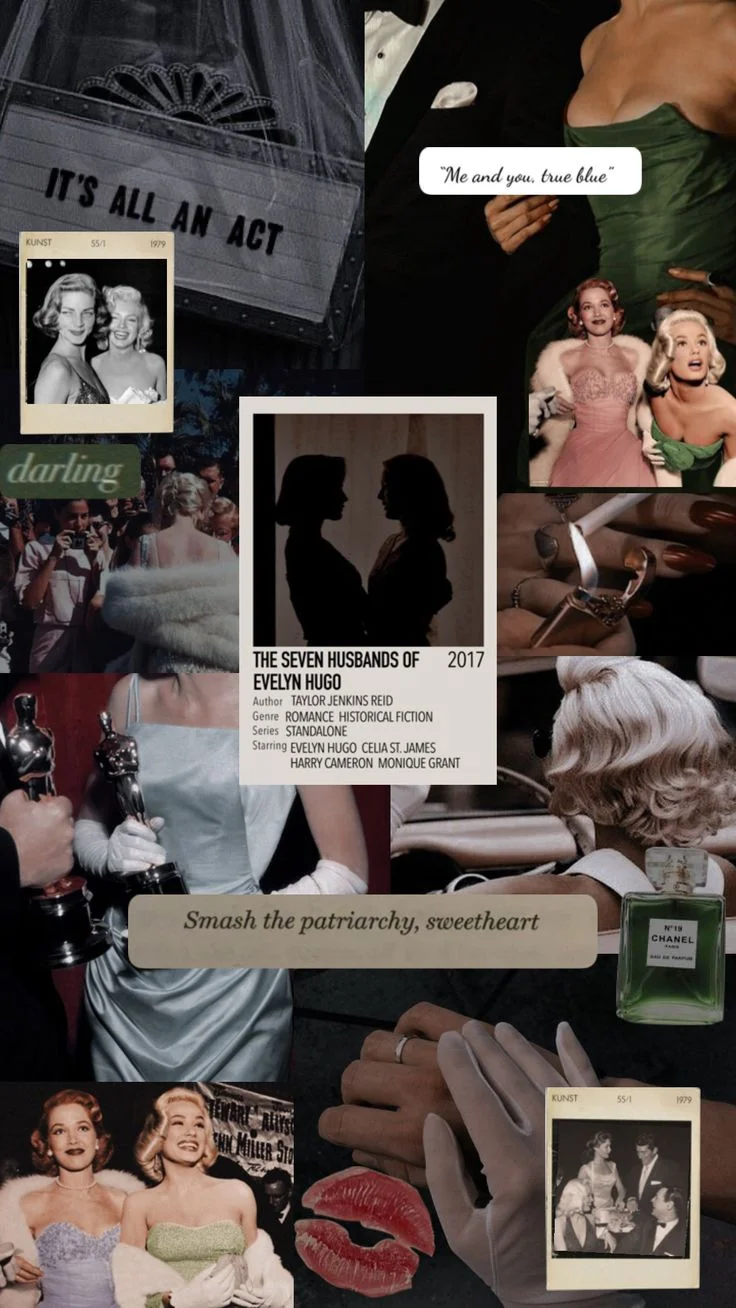 IT'S ALL AN ACT
"Me and you, true blue"
KUNST 55/1 1979
darling
THE SEVEN HUSBANDS OF 2017
EVELYN HUGO
Author TAYLOR JENKINS REID
Genre ROMANCE HISTORICAL FICTION
Series STANDALONE
Starring EVELYN HUGO CELIA ST. JAMES
HARRY CAMERON MONIQUE GRANT
Smash the patriarchy, sweetheart
Nº19
CHANEL
PARIS
EAU DE PARFUM
KUNST 55/1 1979
MILLER